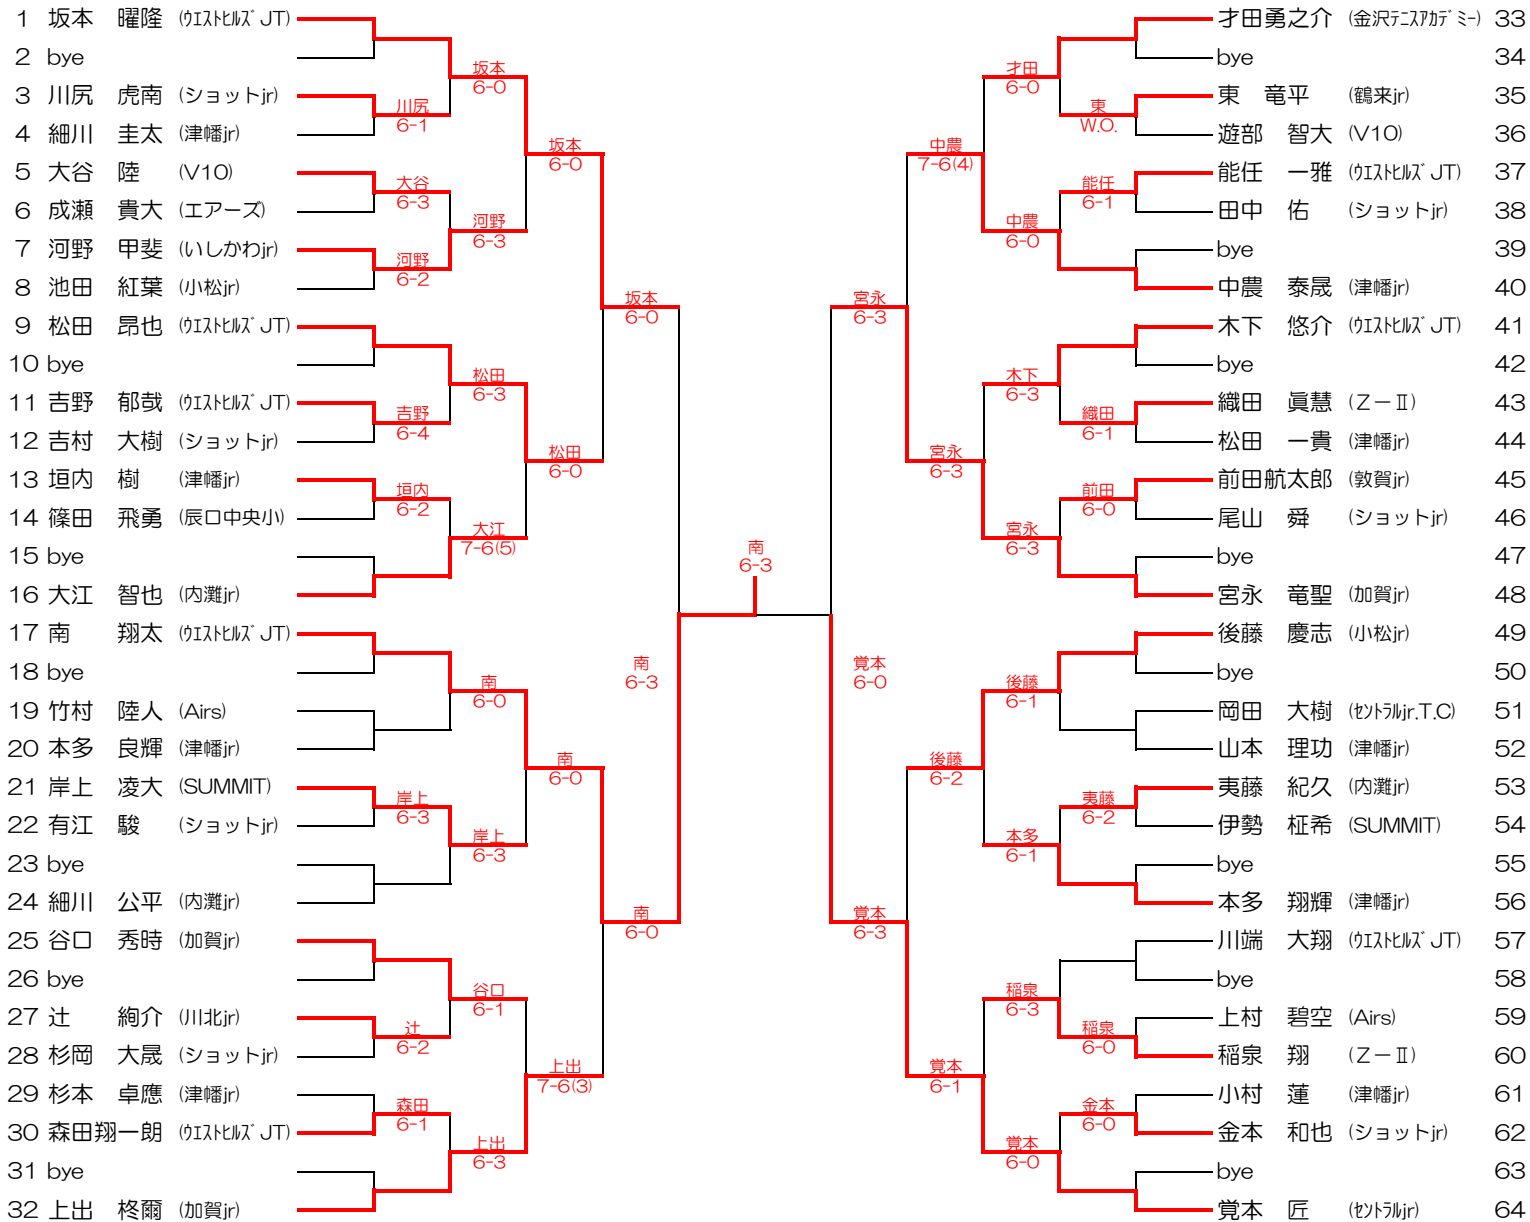 1 坂本 曜隆 (ｳｴｽﾄﾋﾙｽﾞJT)
2 bye
3 川尻 虎南 (ショットjr)
4 細川 圭太 (津幡jr)
5 大谷 陸 (V10)
6 成瀬 貴大 (エアーズ)
7 河野 甲斐 (いしかわjr)
8 池田 紅葉 (小松jr)
9 松田 昂也 (ｳｴｽﾄﾋﾙｽﾞJT)
10 bye
11 吉野 郁哉 (ｳｴｽﾄﾋﾙｽﾞJT)
12 吉村 大樹 (ショットjr)
13 垣内 樹 (津幡jr)
14 篠田 飛勇 (辰口中央小)
15 bye
16 大江 智也 (内灘jr)
17 南 翔太 (ｳｴｽﾄﾋﾙｽﾞJT)
18 bye
19 竹村 陸人 (Airs)
20 本多 良輝 (津幡jr)
21 岸上 凌大 (SUMMIT)
22 有江 駿 (ショットjr)
23 bye
24 細川 公平 (内灘jr)
25 谷口 秀時 (加賀jr)
26 bye
27 辻 絢介 (川北jr)
28 杉岡 大晟 (ショットjr)
29 杉本 卓應 (津幡jr)
30 森田翔一朗 (ｳｴｽﾄﾋﾙｽﾞJT)
31 bye
32 上出 柊爾 (加賀jr)
川尻
6-1
大谷
6-3
河野
6-2
吉野
6-4
垣内
6-2
岸上
6-3
辻
6-2
森田
6-1
坂本
6-0
河野
6-3
松田
6-3
大江
7-6(5)
南
6-0
岸上
6-3
谷口
6-1
上出
6-3
坂本
6-0
松田
6-0
南
6-0
上出
7-6(3)
坂本
6-0
南
6-0
南
6-3
南
6-3
覚本
6-0
宮永
6-3
覚本
6-3
中農
7-6(4)
宮永
6-3
後藤
6-2
覚本
6-1
才田
6-0
中農
6-0
木下
6-3
宮永
6-3
後藤
6-1
本多
6-1
稲泉
6-3
覚本
6-0
東
W.O.
能任
6-1
織田
6-1
前田
6-0
夷藤
6-2
稲泉
6-0
金本
6-0
才田勇之介 (金沢ﾃﾆｽｱｶﾃﾞﾐｰ) 33
bye 34
東 竜平 (鶴来jr) 35
遊部 智大 (V10) 36
能任 一雅 (ｳｴｽﾄﾋﾙｽﾞJT) 37
田中 佑 (ショットjr) 38
bye 39
中農 泰晟 (津幡jr) 40
木下 悠介 (ｳｴｽﾄﾋﾙｽﾞJT) 41
bye 42
織田 眞慧 (Z－Ⅱ) 43
松田 一貴 (津幡jr) 44
前田航太郎 (敦賀jr) 45
尾山 舜 (ショットjr) 46
bye 47
宮永 竜聖 (加賀jr) 48
後藤 慶志 (小松jr) 49
bye 50
岡田 大樹 (ｾﾝﾄﾗﾙjr.T.C) 51
山本 理功 (津幡jr) 52
夷藤 紀久 (内灘jr) 53
伊勢 柾希 (SUMMIT) 54
bye 55
本多 翔輝 (津幡jr) 56
川端 大翔 (ｳｴｽﾄﾋﾙｽﾞJT) 57
bye 58
上村 碧空 (Airs) 59
稲泉 翔 (Z－Ⅱ) 60
小村 蓮 (津幡jr) 61
金本 和也 (ショットjr) 62
bye 63
覚本 匠 (ｾﾝﾄﾗﾙjr) 64